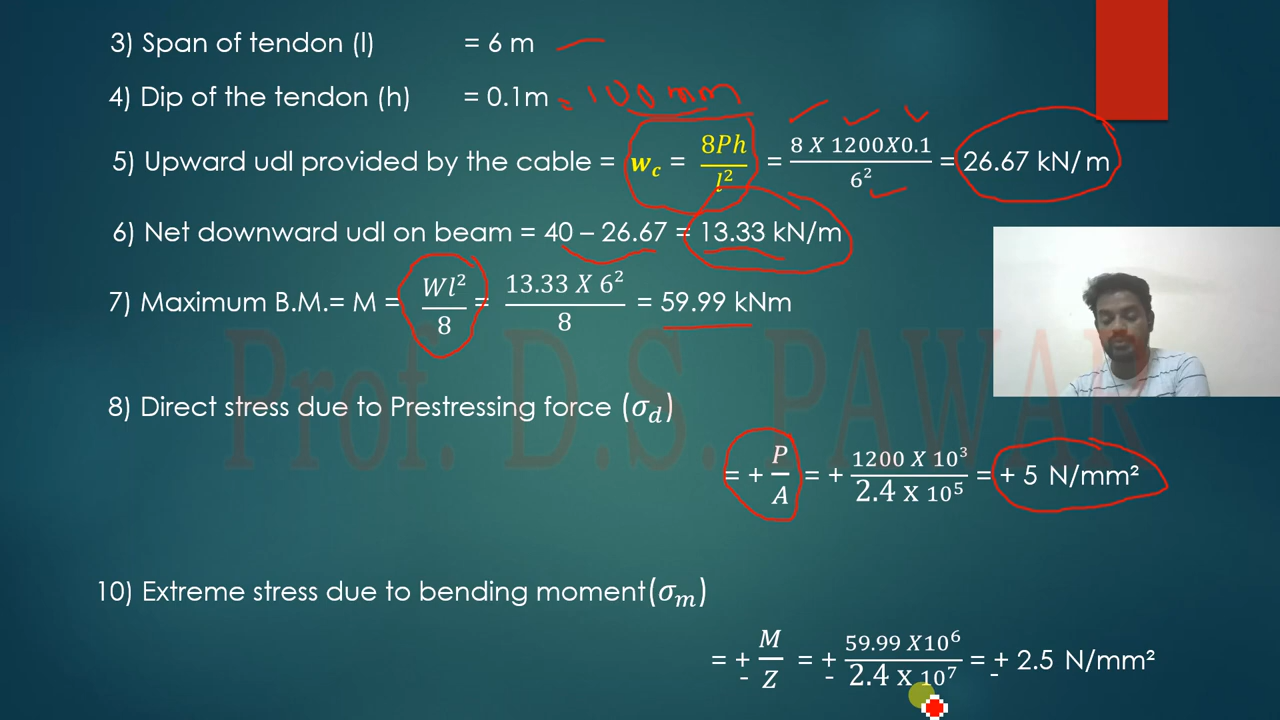 3) Span of tendon (l) = 6 m
4) Dip of the tendon (h) = 0.1m = 100 mm
5) Upward udl provided by the cable = w_c = 8Ph / l² = 8 X 1200X0.1 / 6² = 26.67 kN/m
6) Net downward udl on beam = 40 – 26.67 = 13.33 kN/m
7) Maximum B.M.= M = Wl² / 8 = 13.33 X 6² / 8 = 59.99 kNm
Prof. D.S. PAWAR
8) Direct stress due to Prestressing force (σ_d)
= + P / A = + 1200 X 10³ / 2.4 X 10⁵ = + 5 N/mm²
10) Extreme stress due to bending moment(σ_m)
= ± M / Z = ± 59.99 X10⁶ / 2.4 X 10⁷ = ± 2.5 N/mm²